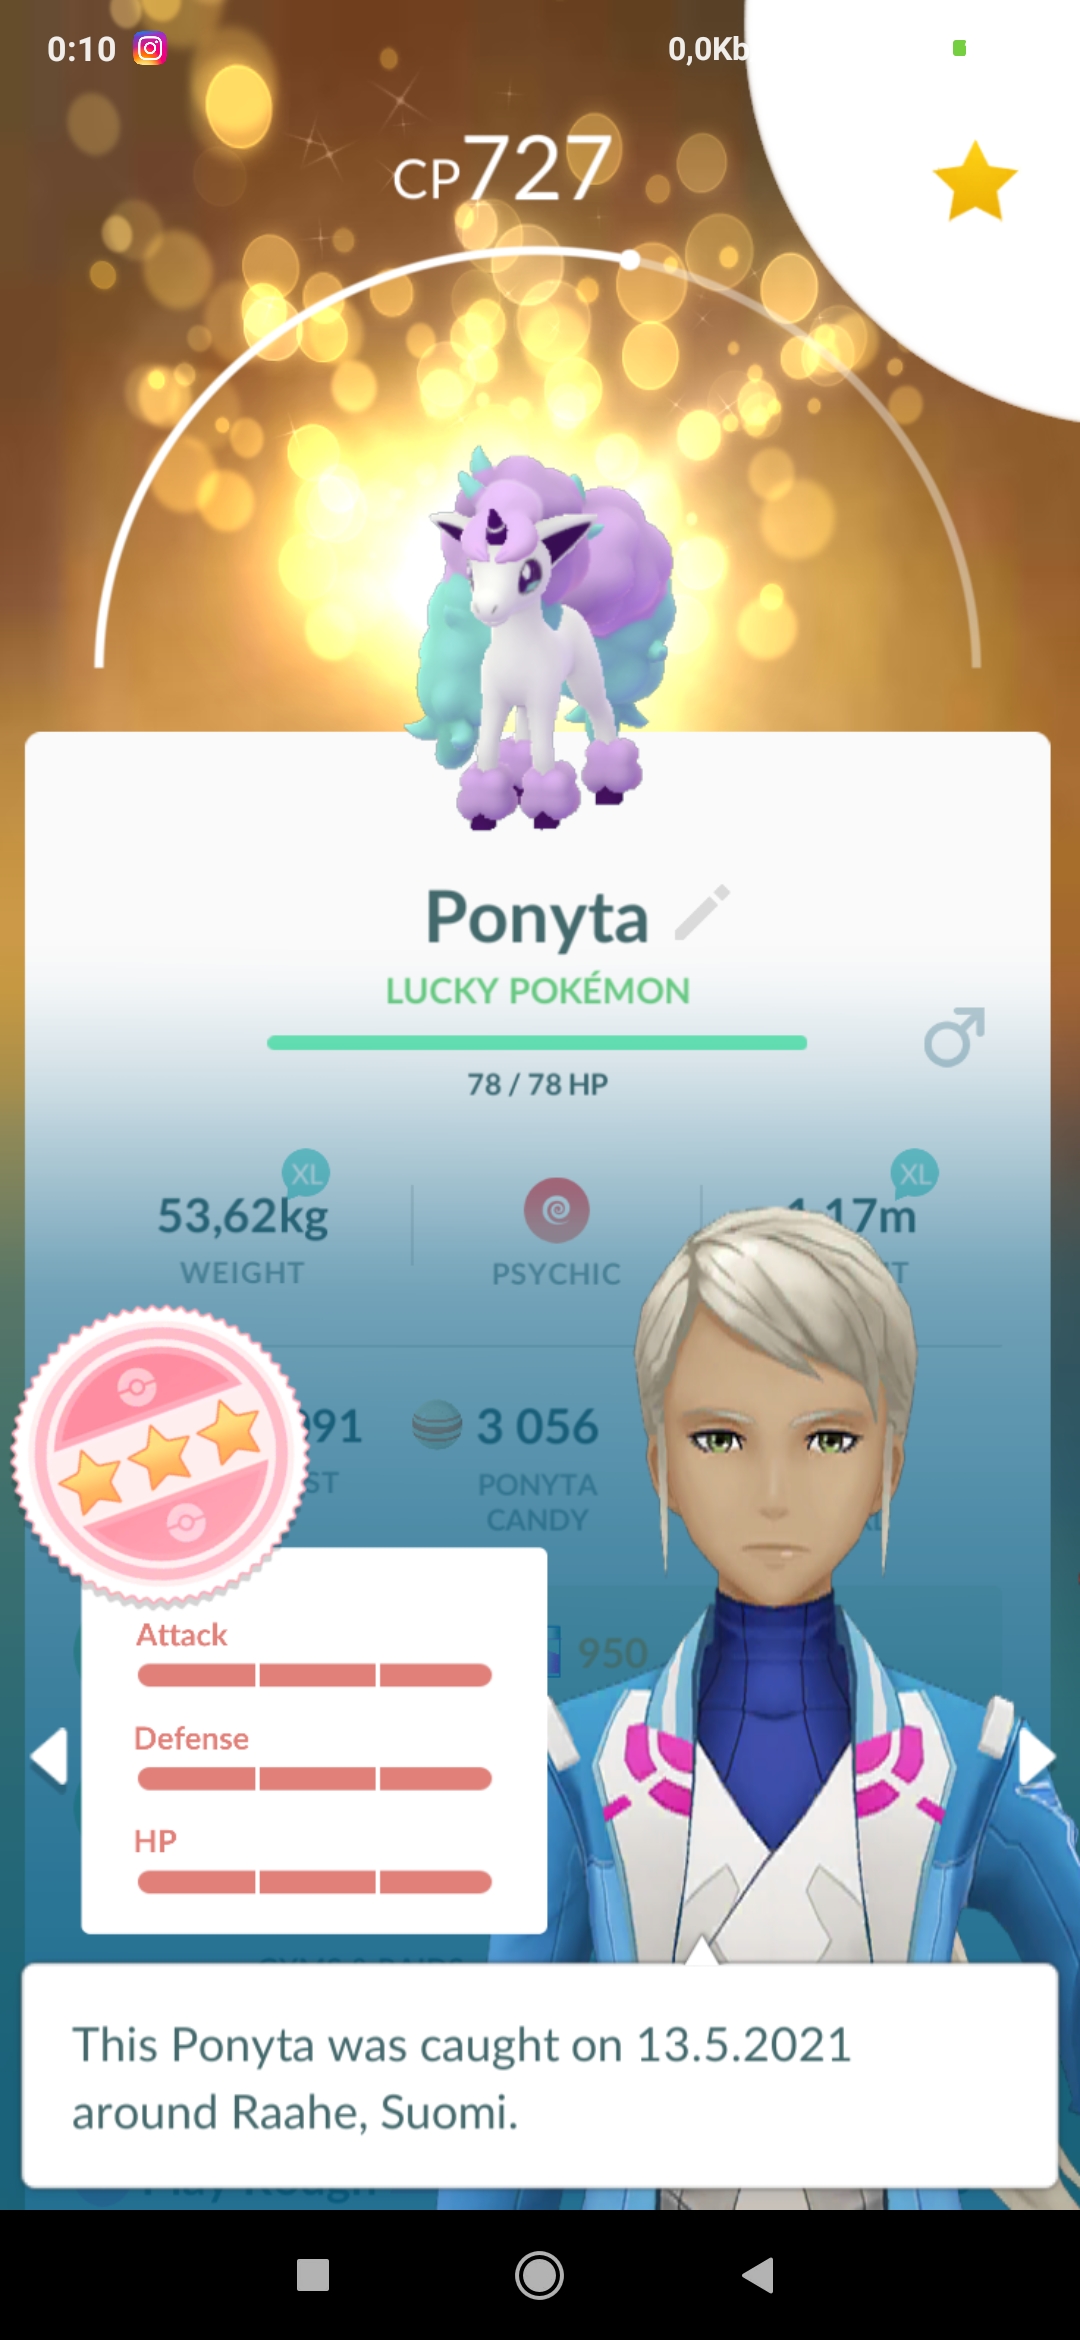 0:10
0,0Kb
CP727
Ponyta
LUCKY POKÉMON
78 / 78 HP
XL
XL
53,62kg
WEIGHT
PSYCHIC
3 056
PONYTA
CANDY
950
Attack
Defense
HP
This Ponyta was caught on 13.5.2021
around Raahe, Suomi.